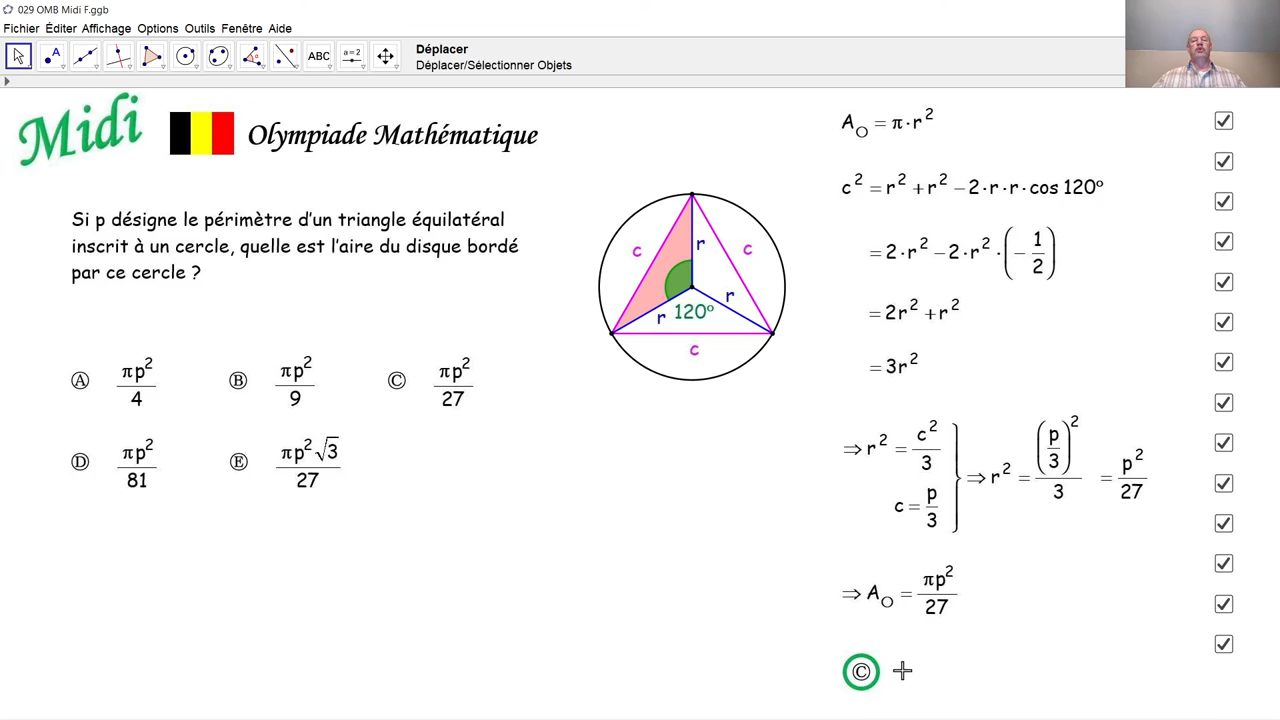 029 OMB Midi F.ggb
Fichier Éditer Affichage Options Outils Fenêtre Aide
A
ABC
a=2
Déplacer
Déplacer/Sélectionner Objets
Midi
Olympiade Mathématique
Si p désigne le périmètre d'un triangle équilatéral
inscrit à un cercle, quelle est l'aire du disque bordé
par ce cercle ?
Ⓐ πp²/4 Ⓑ πp²/9 Ⓒ πp²/27
Ⓓ πp²/81 Ⓔ πp²√3/27
c r c
r r
120°
c
A○ = π·r²
c² = r² + r² − 2·r·r·cos 120°
= 2·r² − 2·r²·(−1/2)
= 2r² + r²
= 3r²
⇒ r² = c²/3
c = p/3
} ⇒ r² = (p/3)²/3 = p²/27
⇒ A○ = πp²/27
Ⓒ